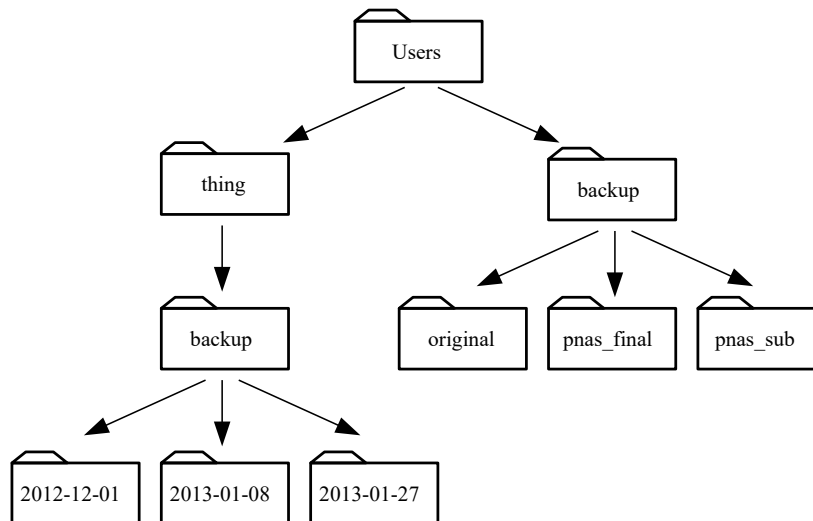 Users
thing
backup
backup
original
pnas_final
pnas_sub
2012-12-01
2013-01-08
2013-01-27